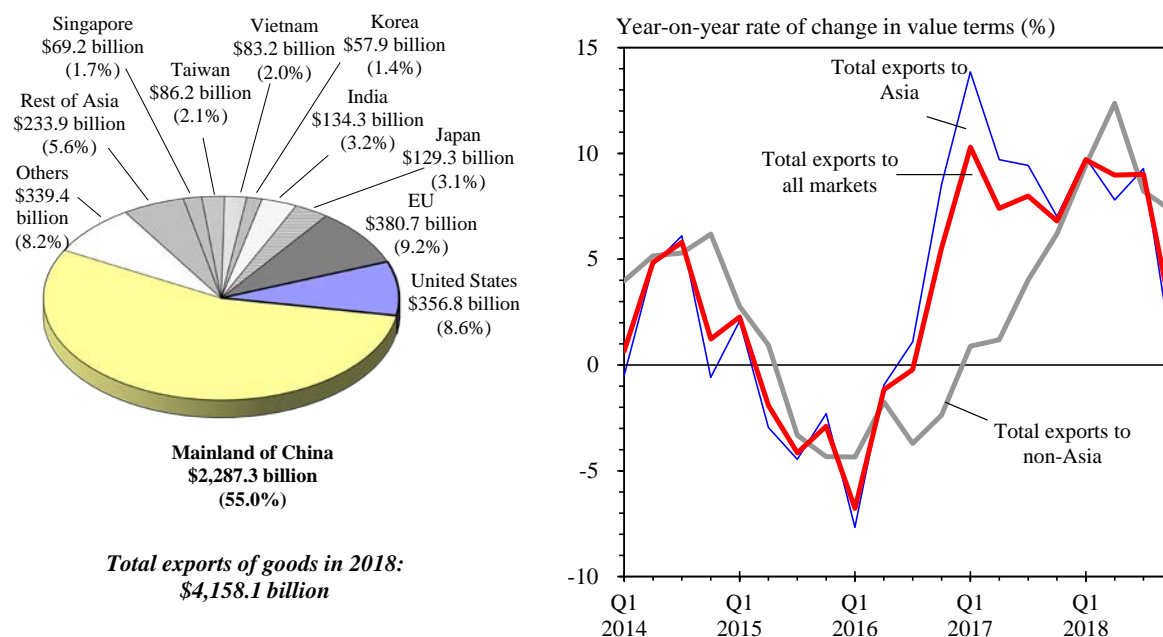 Singapore
$69.2 billion
(1.7%)
Vietnam
$83.2 billion
(2.0%)
Korea
$57.9 billion
(1.4%)
Taiwan
$86.2 billion
(2.1%)
India
$134.3 billion
(3.2%)
Rest of Asia
$233.9 billion
(5.6%)
Japan
$129.3 billion
(3.1%)
Others
$339.4
billion
(8.2%)
EU
$380.7 billion
(9.2%)
United States
$356.8 billion
(8.6%)
Mainland of China
$2,287.3 billion
(55.0%)
Total exports of goods in 2018:
$4,158.1 billion
Year-on-year rate of change in value terms (%)
15
10
5
0
-5
-10
Total exports to
Asia
Total exports to
all markets
Total exports to
non-Asia
Q1 Q1 Q1 Q1 Q1
2014 2015 2016 2017 2018